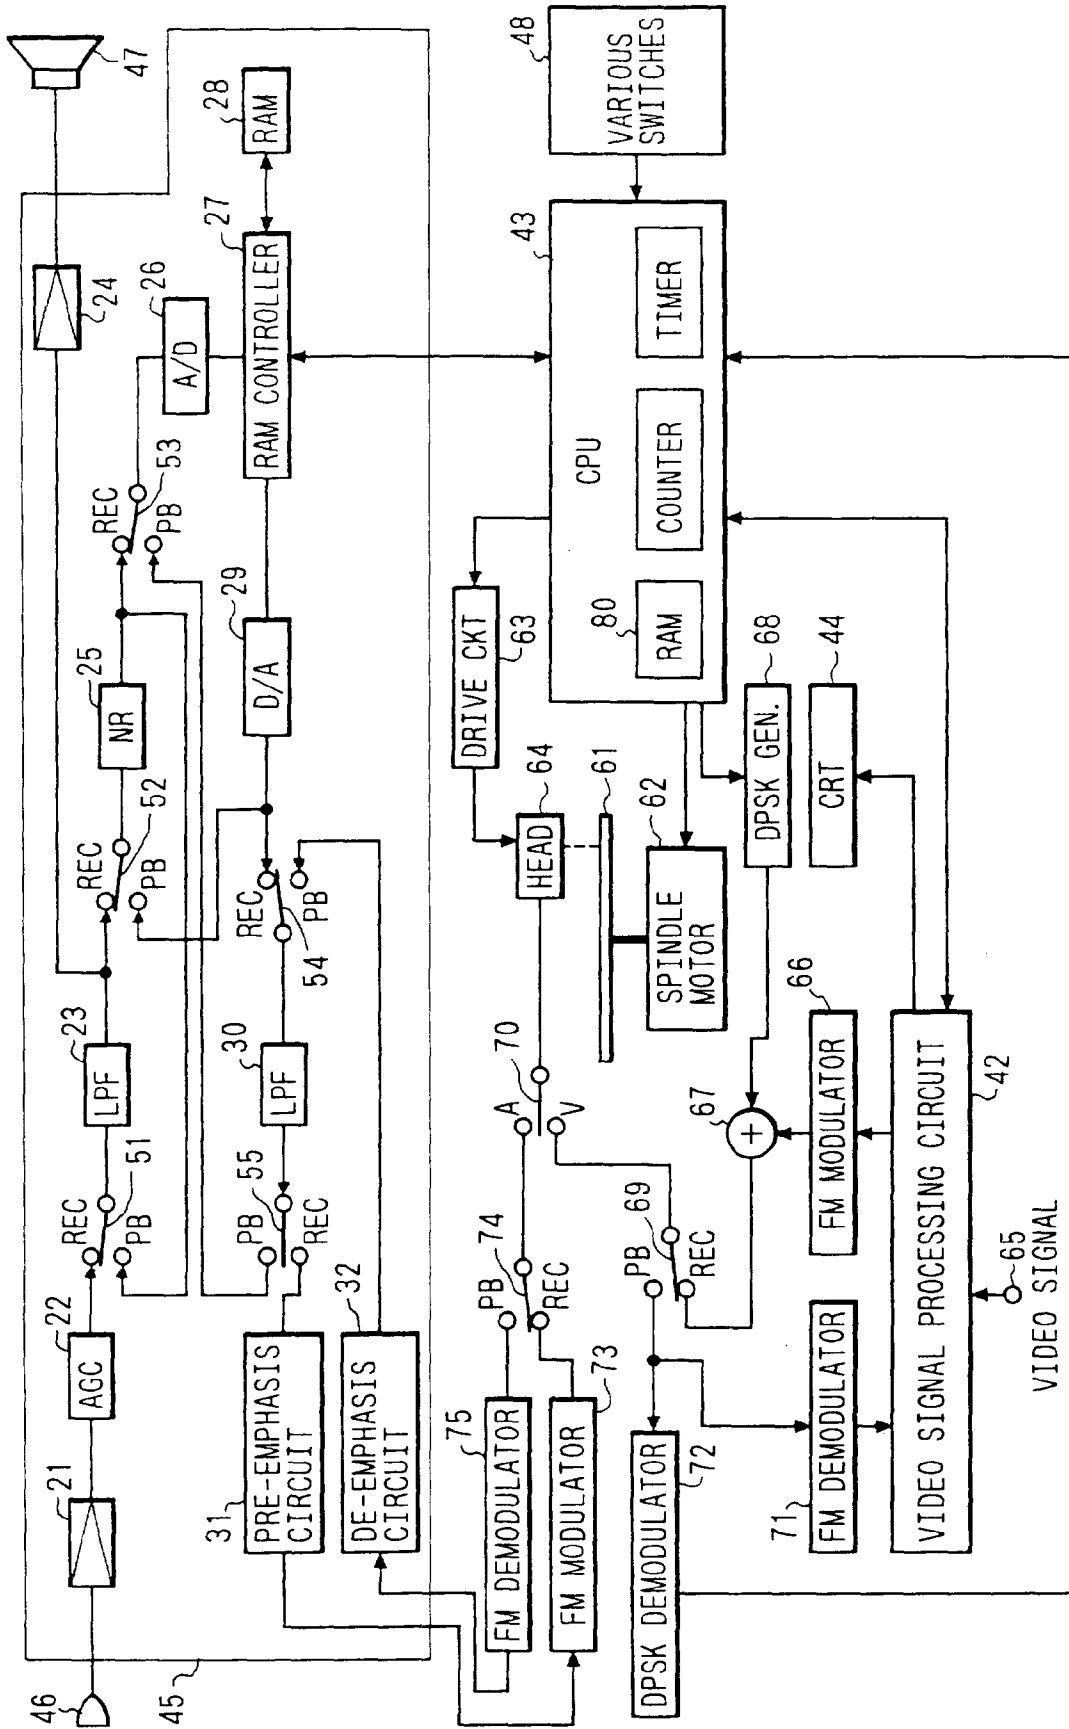 46
21
22
AGC
REC
PB
51
23
LPF
REC
PB
52
25
NR
REC
PB
53
24
47
26
A/D
27
RAM CONTROLLER
28
RAM
29
D/A
REC
PB
54
30
LPF
PB
55
REC
31
PRE-EMPHASIS
CIRCUIT
32
DE-EMPHASIS
CIRCUIT
45
75
FM DEMODULATOR
73
FM MODULATOR
PB
74
REC
A
70
V
64
HEAD
61
62
SPINDLE
MOTOR
DRIVE CKT
63
43
CPU
80
RAM
COUNTER
TIMER
48
VARIOUS
SWITCHES
DPSK DEMODULATOR
72
PB
69
REC
67
+
68
DPSK GEN.
44
CRT
71
FM DEMODULATOR
66
FM MODULATOR
VIDEO SIGNAL PROCESSING CIRCUIT
42
65
VIDEO SIGNAL